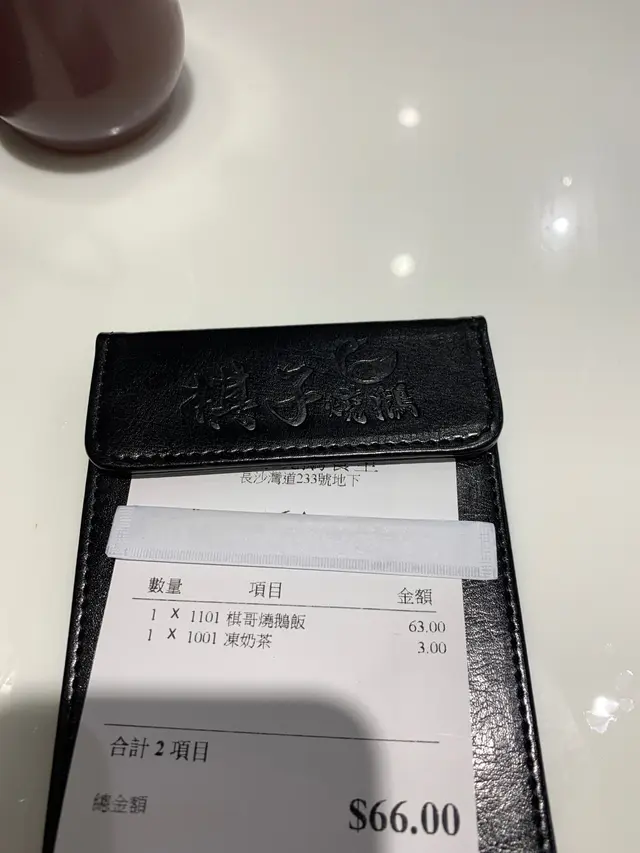 棋子
長沙灣道233號地下
數量 項目 金額
1 X 1101 棋哥燒鵝飯 63.00
1 X 1001 凍奶茶 3.00
合計 2 項目
總金額 $66.00